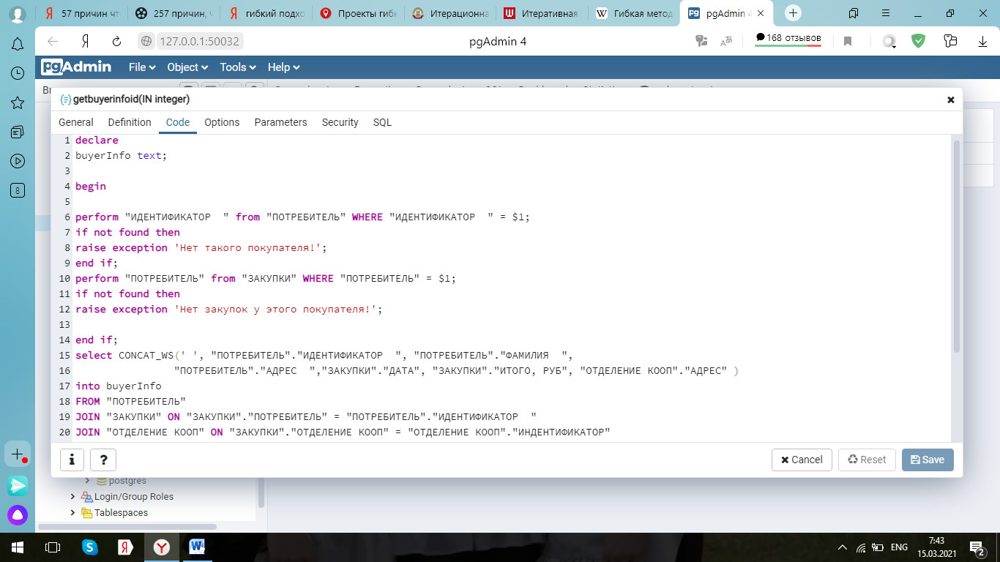 57 причин чт
257 причин, ч
гибкий подхо
Проекты гибк
Итерационна
Итеративная
Гибкая метод
pgAdmin 4
127.0.0.1:50032
pgAdmin 4
168 отзывов
pgAdmin
File
Object
Tools
Help
Br
getbuyerinfoid(IN integer)
General
Definition
Code
Options
Parameters
Security
SQL
1 declare
2 buyerInfo text;
3
4 begin
5
6 perform "ИДЕНТИФИКАТОР  " from "ПОТРЕБИТЕЛЬ" WHERE "ИДЕНТИФИКАТОР  " = $1;
7 if not found then
8 raise exception 'Нет такого покупателя!';
9 end if;
10 perform "ПОТРЕБИТЕЛЬ" from "ЗАКУПКИ" WHERE "ПОТРЕБИТЕЛЬ" = $1;
11 if not found then
12 raise exception 'Нет закупок у этого покупателя!';
13
14 end if;
15 select CONCAT_WS(' ', "ПОТРЕБИТЕЛЬ"."ИДЕНТИФИКАТОР  ", "ПОТРЕБИТЕЛЬ"."ФАМИЛИЯ  ",
16 "ПОТРЕБИТЕЛЬ"."АДРЕС  ","ЗАКУПКИ"."ДАТА", "ЗАКУПКИ"."ИТОГО, РУБ", "ОТДЕЛЕНИЕ КООП"."АДРЕС" )
17 into buyerInfo
18 FROM "ПОТРЕБИТЕЛЬ"
19 JOIN "ЗАКУПКИ" ON "ЗАКУПКИ"."ПОТРЕБИТЕЛЬ" = "ПОТРЕБИТЕЛЬ"."ИДЕНТИФИКАТОР  "
20 JOIN "ОТДЕЛЕНИЕ КООП" ON "ЗАКУПКИ"."ОТДЕЛЕНИЕ КООП" = "ОТДЕЛЕНИЕ КООП"."ИНДЕНТИФИКАТОР"
i
?
Cancel
Reset
Save
postgres
Login/Group Roles
Tablespaces
8
ENG
7:43
15.03.2021
2